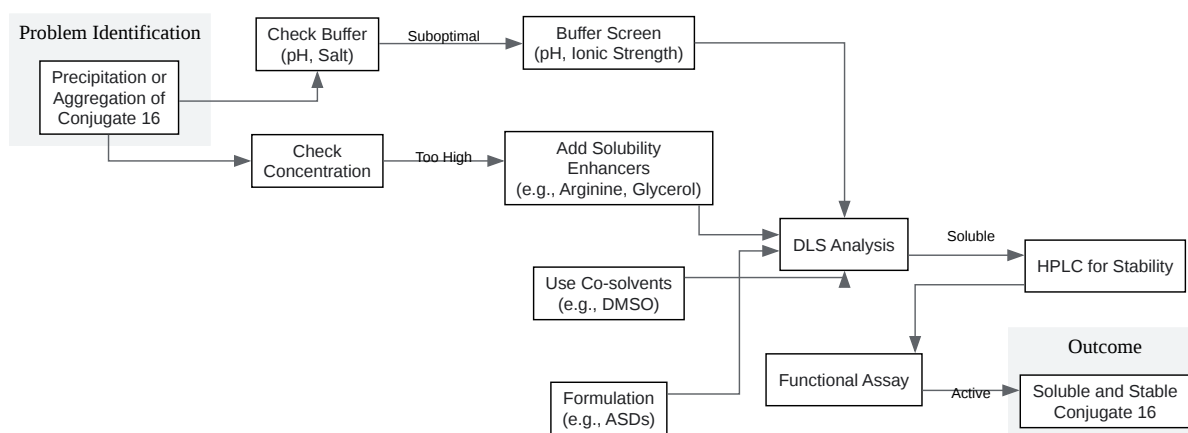 Problem Identification
Precipitation or
Aggregation of
Conjugate 16
Check Buffer
(pH, Salt)
Suboptimal
Buffer Screen
(pH, Ionic Strength)
Check
Concentration
Too High
Add Solubility
Enhancers
(e.g., Arginine, Glycerol)
Use Co-solvents
(e.g., DMSO)
Formulation
(e.g., ASDs)
DLS Analysis
Soluble
HPLC for Stability
Functional Assay
Active
Outcome
Soluble and Stable
Conjugate 16